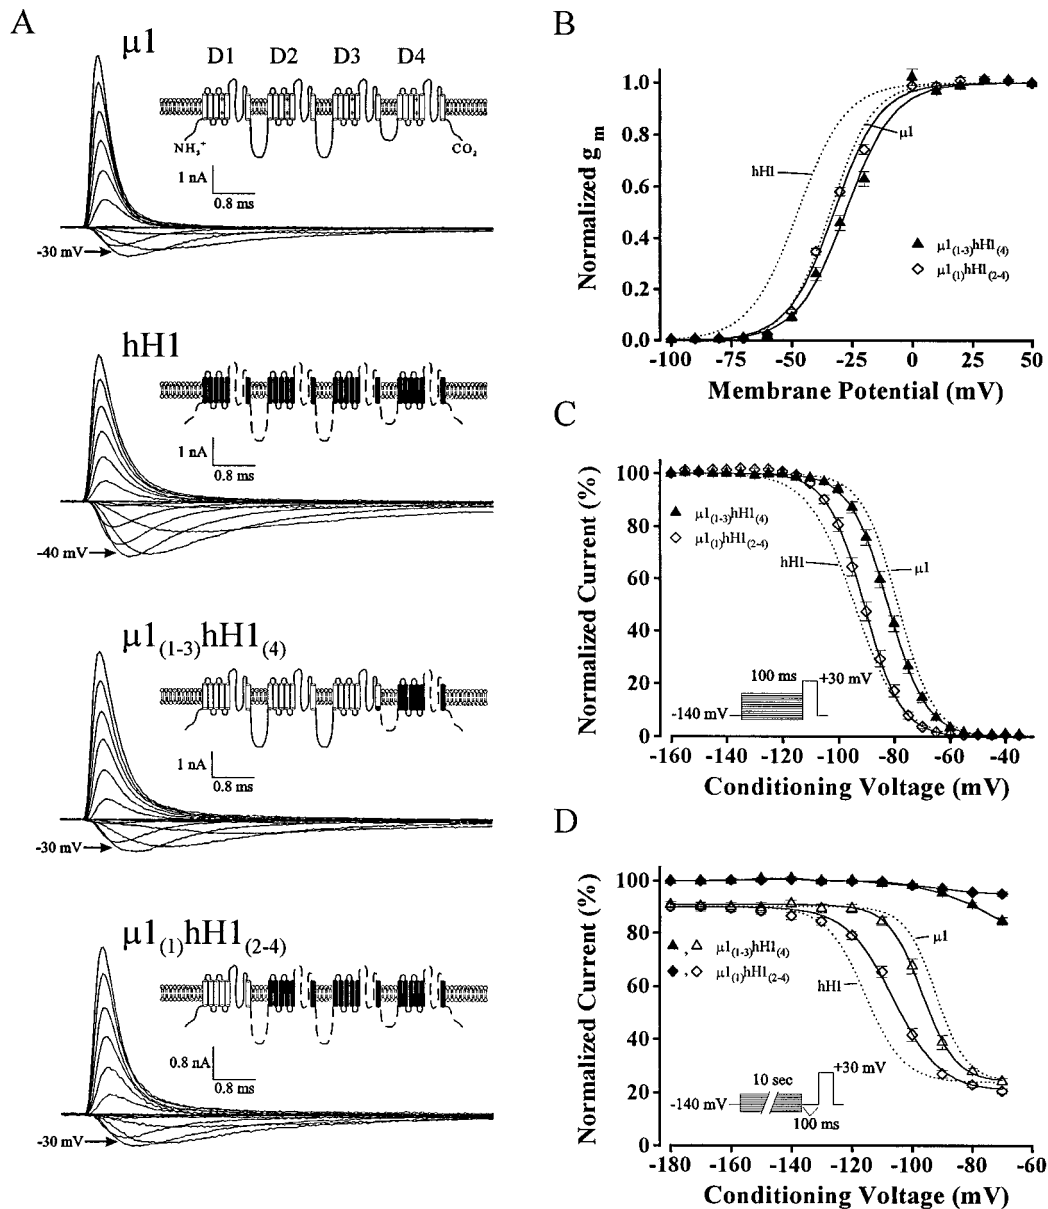 A
μ1
D1 D2 D3 D4
NH3+
CO2
1 nA
0.8 ms
-30 mV
hH1
1 nA
0.8 ms
-40 mV
μ1(1-3)hH1(4)
1 nA
0.8 ms
-30 mV
μ1(1)hH1(2-4)
0.8 nA
0.8 ms
-30 mV
B
Normalized gm
1.0
0.8
0.6
0.4
0.2
0.0
hH1
μ1
μ1(1-3)hH1(4)
μ1(1)hH1(2-4)
-100 -75 -50 -25 0 25 50
Membrane Potential (mV)
C
Normalized Current (%)
100
80
60
40
20
0
μ1(1-3)hH1(4)
μ1(1)hH1(2-4)
hH1
μ1
100 ms
+30 mV
-140 mV
-160 -140 -120 -100 -80 -60 -40
Conditioning Voltage (mV)
D
Normalized Current (%)
100
80
60
40
20
0
, μ1(1-3)hH1(4)
, μ1(1)hH1(2-4)
μ1
hH1
10 sec
+30 mV
-140 mV
100 ms
-180 -160 -140 -120 -100 -80 -60
Conditioning Voltage (mV)